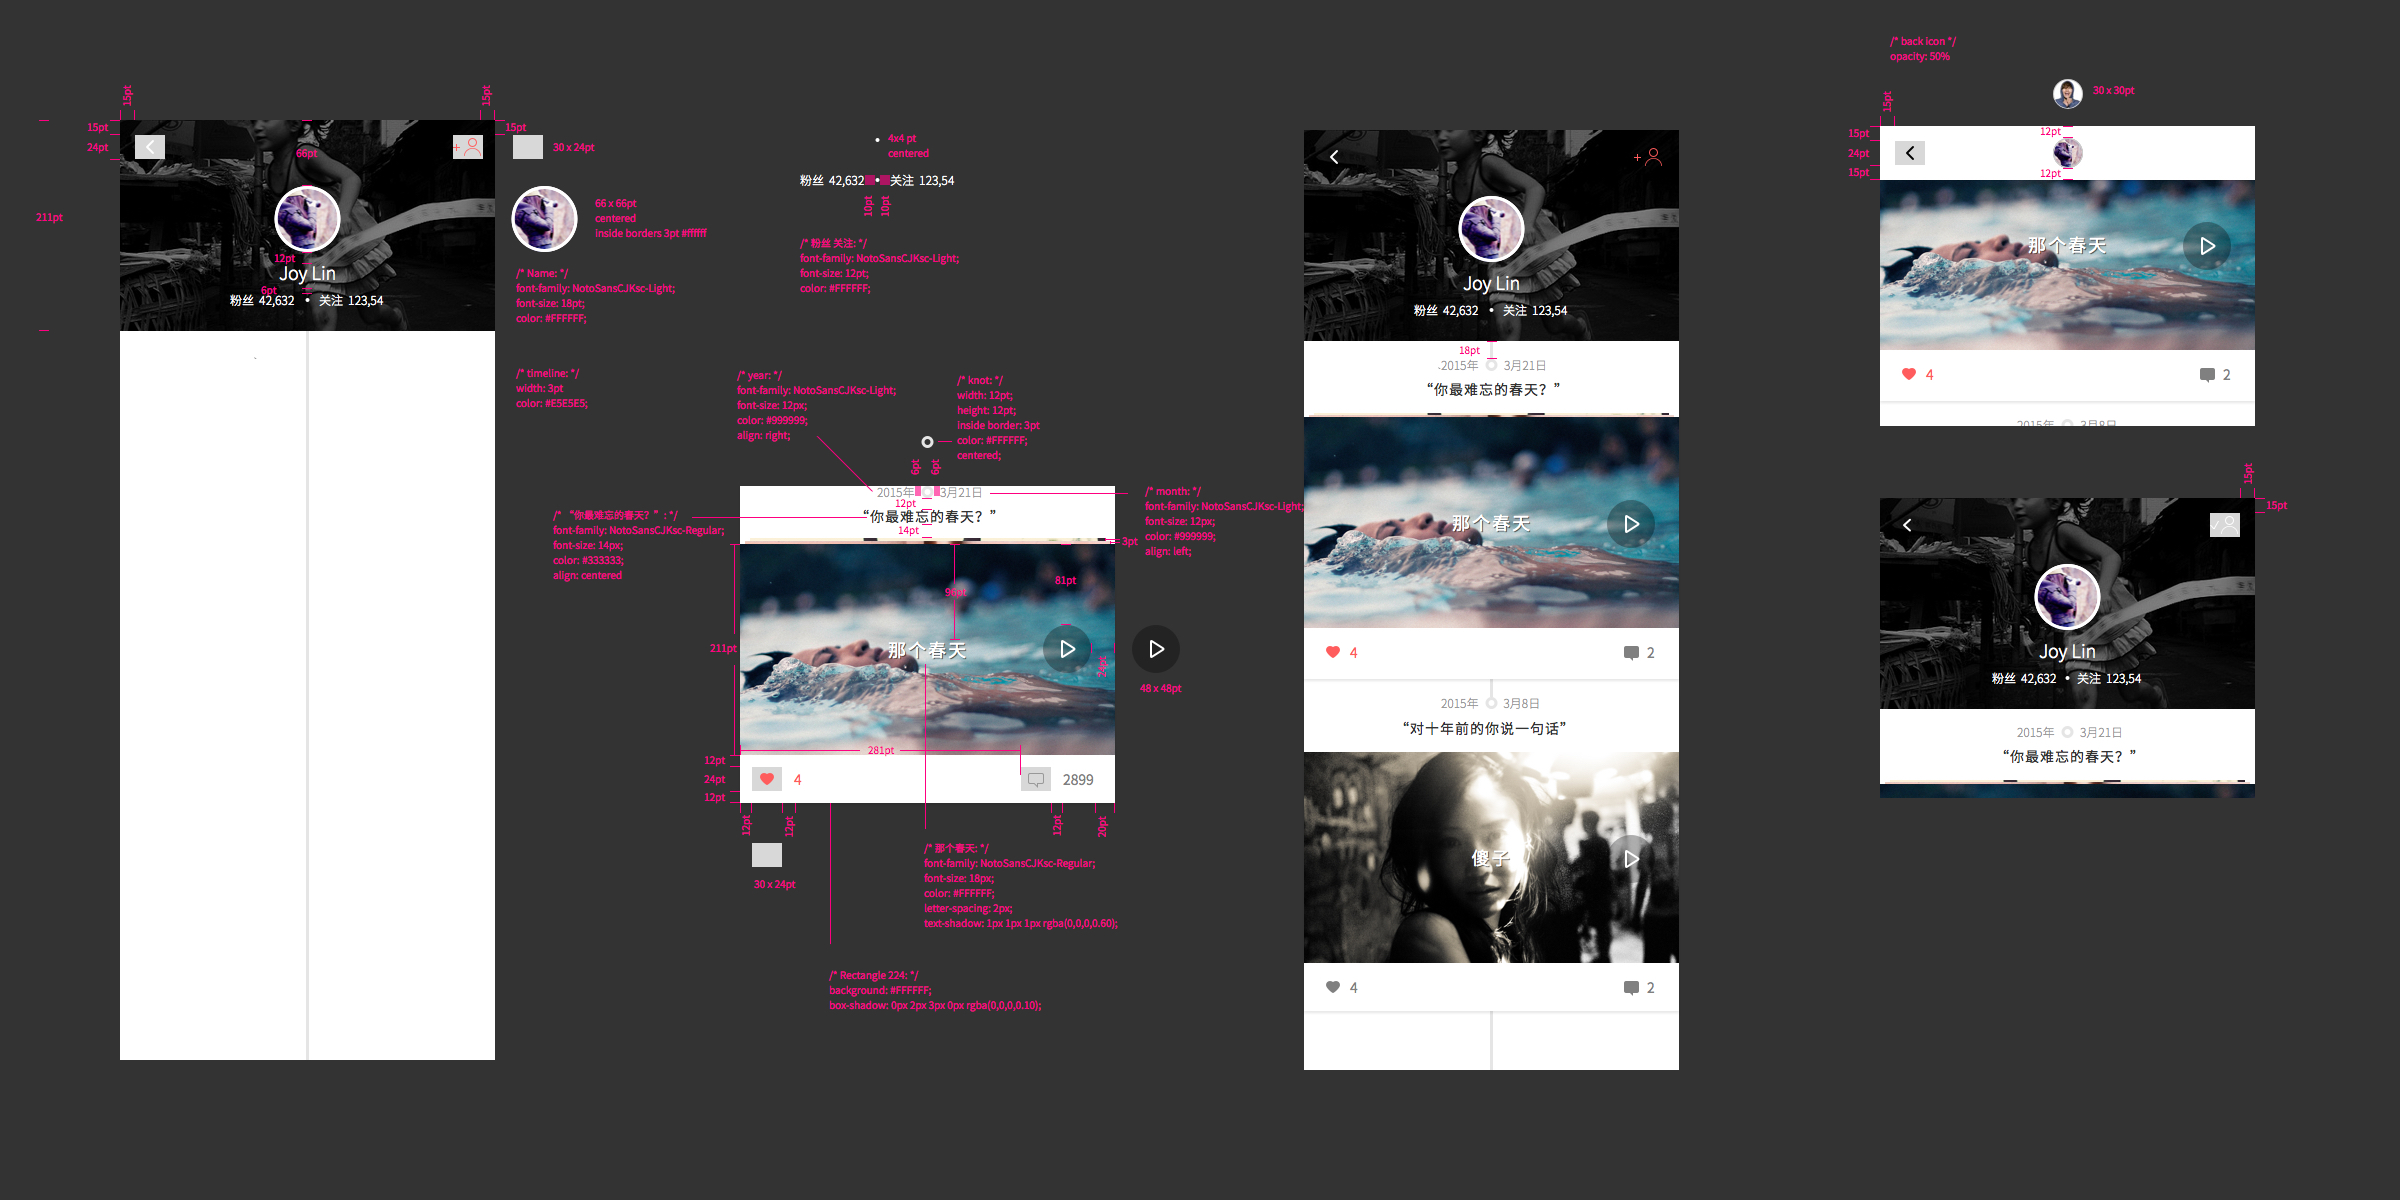 15pt
15pt
15pt
24pt
15pt
66pt
30 x 24pt
211pt
12pt
Joy Lin
6pt
粉丝 42,632 • 关注 123,54
66 x 66pt
centered
inside borders 3pt #ffffff
/* Name: */
font-family: NotoSansCJKsc-Light;
font-size: 18pt;
color: #FFFFFF;
/* timeline: */
width: 3pt
color: #E5E5E5;
4x4 pt
centered
粉丝 42,632 • 关注 123,54
10pt
10pt
/* 粉丝 关注: */
font-family: NotoSansCJKsc-Light;
font-size: 12pt;
color: #FFFFFF;
/* year: */
font-family: NotoSansCJKsc-Light;
font-size: 12px;
color: #999999;
align: right;
/* knot: */
width: 12pt;
height: 12pt;
inside border: 3pt
color: #FFFFFF;
centered;
6pt
6pt
2015年 3月21日
12pt
“你最难忘的春天？”
14pt
/* “你最难忘的春天？”: */
font-family: NotoSansCJKsc-Regular;
font-size: 14px;
color: #333333;
align: centered
/* month: */
font-family: NotoSansCJKsc-Light;
font-size: 12px;
color: #999999;
align: left;
3pt
81pt
211pt
那个春天
24pt
48 x 48pt
281pt
12pt
24pt
12pt
4
2899
12pt
12pt
12pt
20pt
30 x 24pt
/* 那个春天: */
font-family: NotoSansCJKsc-Regular;
font-size: 18px;
color: #FFFFFF;
letter-spacing: 2px;
text-shadow: 1px 1px 1px rgba(0,0,0,0.60);
/* Rectangle 224: */
background: #FFFFFF;
box-shadow: 0px 2px 3px 0px rgba(0,0,0,0.10);
Joy Lin
粉丝 42,632 • 关注 123,54
18pt
2015年 3月21日
“你最难忘的春天？”
那个春天
4
2
2015年 3月8日
“对十年前的你说一句话”
傻子
4
2
/* back icon */
opacity: 50%
30 x 30pt
15pt
15pt
24pt
15pt
12pt
12pt
那个春天
4
2
2015年 3月8日
15pt
15pt
Joy Lin
粉丝 42,632 • 关注 123,54
2015年 3月21日
“你最难忘的春天？”